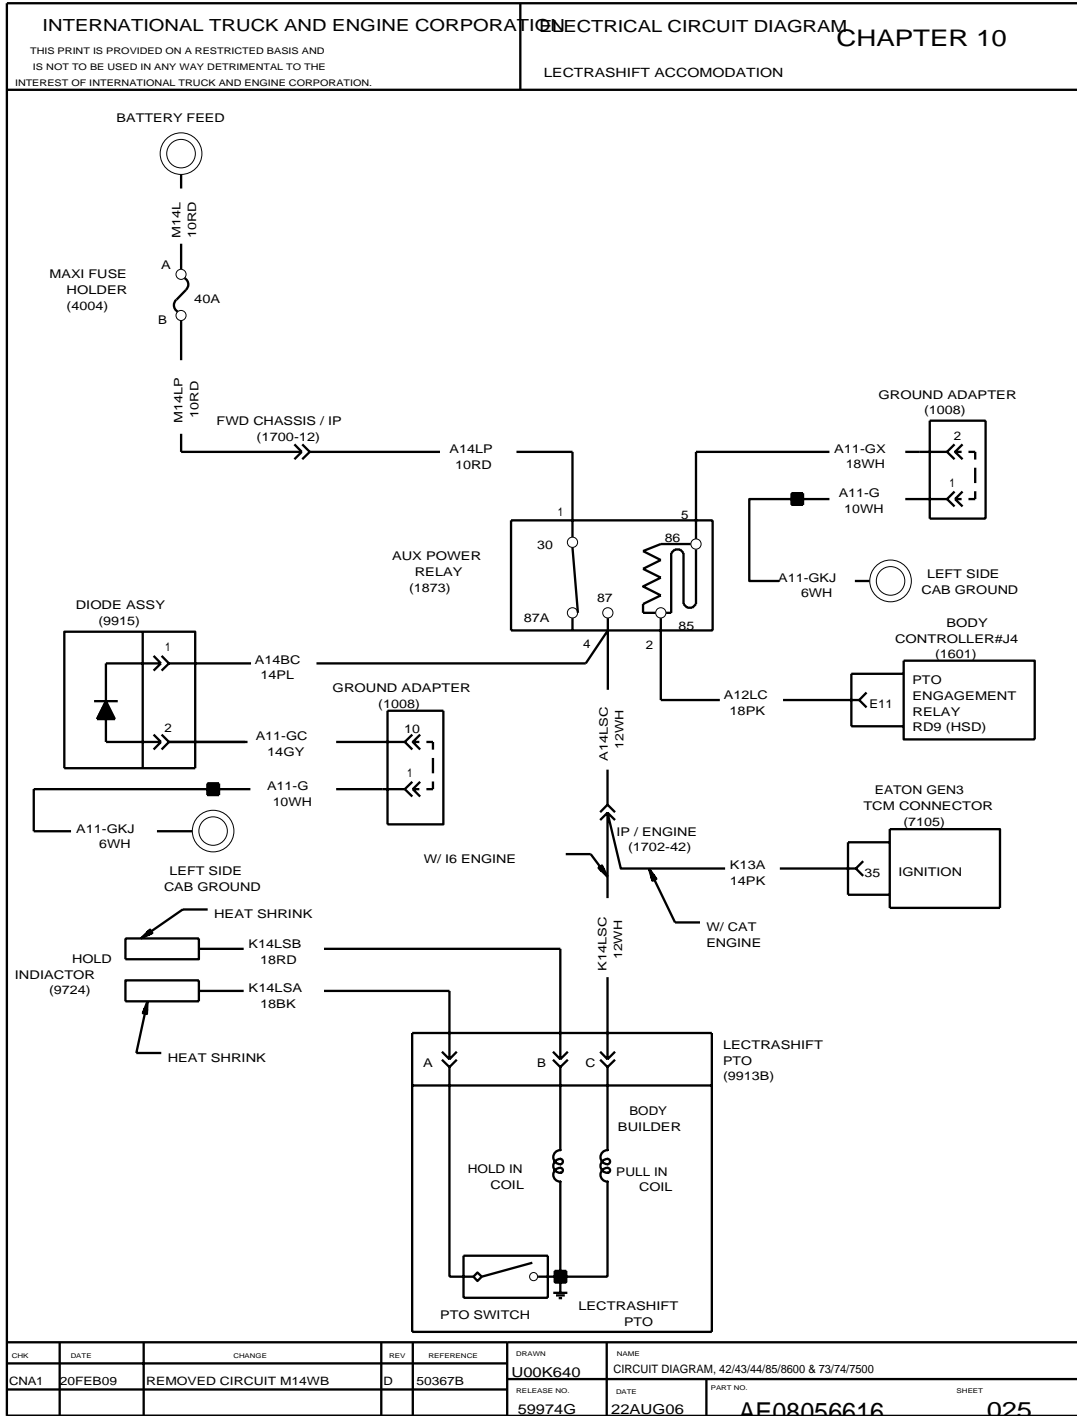 INTERNATIONAL TRUCK AND ENGINE CORPORATION
THIS PRINT IS PROVIDED ON A RESTRICTED BASIS AND
IS NOT TO BE USED IN ANY WAY DETRIMENTAL TO THE
INTEREST OF INTERNATIONAL TRUCK AND ENGINE CORPORATION.
ELECTRICAL CIRCUIT DIAGRAM
CHAPTER 10
LECTRASHIFT ACCOMODATION
BATTERY FEED
M14L
10RD
A
MAXI FUSE
HOLDER
(4004)
40A
B
M14LP
10RD
FWD CHASSIS / IP
(1700-12)
A14LP
10RD
GROUND ADAPTER
(1008)
A11-GX
18WH
2
A11-G
10WH
1
A11-GKJ
6WH
LEFT SIDE
CAB GROUND
1
5
30
86
AUX POWER
RELAY
(1873)
87
87A
85
4
2
DIODE ASSY
(9915)
1
A14BC
14PL
2
A11-GC
14GY
GROUND ADAPTER
(1008)
10
1
A11-G
10WH
A11-GKJ
6WH
LEFT SIDE
CAB GROUND
BODY
CONTROLLER#J4
(1601)
A12LC
18PK
E11
PTO
ENGAGEMENT
RELAY
RD9 (HSD)
A14LSC
12WH
EATON GEN3
TCM CONNECTOR
(7105)
IP / ENGINE
(1702-42)
W/ I6 ENGINE
K13A
14PK
35
IGNITION
W/ CAT
ENGINE
K14LSC
12WH
HEAT SHRINK
HOLD
INDIACTOR
(9724)
K14LSB
18RD
K14LSA
18BK
HEAT SHRINK
A
B
C
LECTRASHIFT
PTO
(9913B)
BODY
BUILDER
HOLD IN
COIL
PULL IN
COIL
PTO SWITCH
LECTRASHIFT
PTO
CHK DATE CHANGE REV REFERENCE
CNA1 20FEB09 REMOVED CIRCUIT M14WB D 50367B
DRAWN
U00K640
NAME
CIRCUIT DIAGRAM, 42/43/44/85/8600 & 73/74/7500
RELEASE NO.
59974G
DATE
22AUG06
PART NO.
AE08056616
SHEET
025